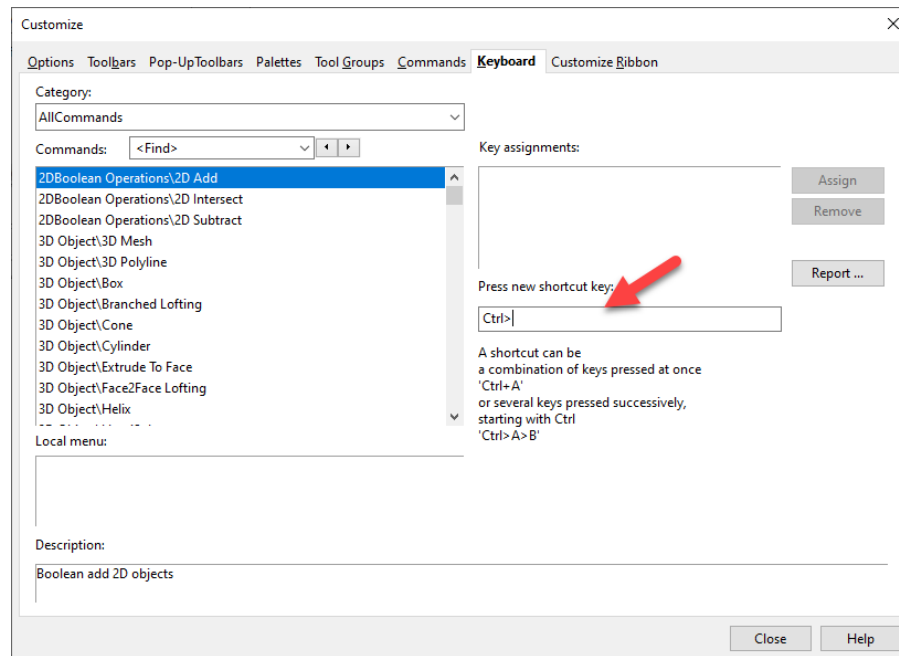 Customize
Options Toolbars Pop-UpToolbars Palettes Tool Groups Commands Keyboard Customize Ribbon
Category:
AllCommands
Commands: <Find>
2DBoolean Operations\2D Add
2DBoolean Operations\2D Intersect
2DBoolean Operations\2D Subtract
3D Object\3D Mesh
3D Object\3D Polyline
3D Object\Box
3D Object\Branched Lofting
3D Object\Cone
3D Object\Cylinder
3D Object\Extrude To Face
3D Object\Face2Face Lofting
3D Object\Helix
Key assignments:
Assign
Remove
Report ...
Press new shortcut key:
Ctrl>
A shortcut can be
a combination of keys pressed at once
'Ctrl+A'
or several keys pressed successively,
starting with Ctrl
'Ctrl>A>B'
Local menu:
Description:
Boolean add 2D objects
Close Help